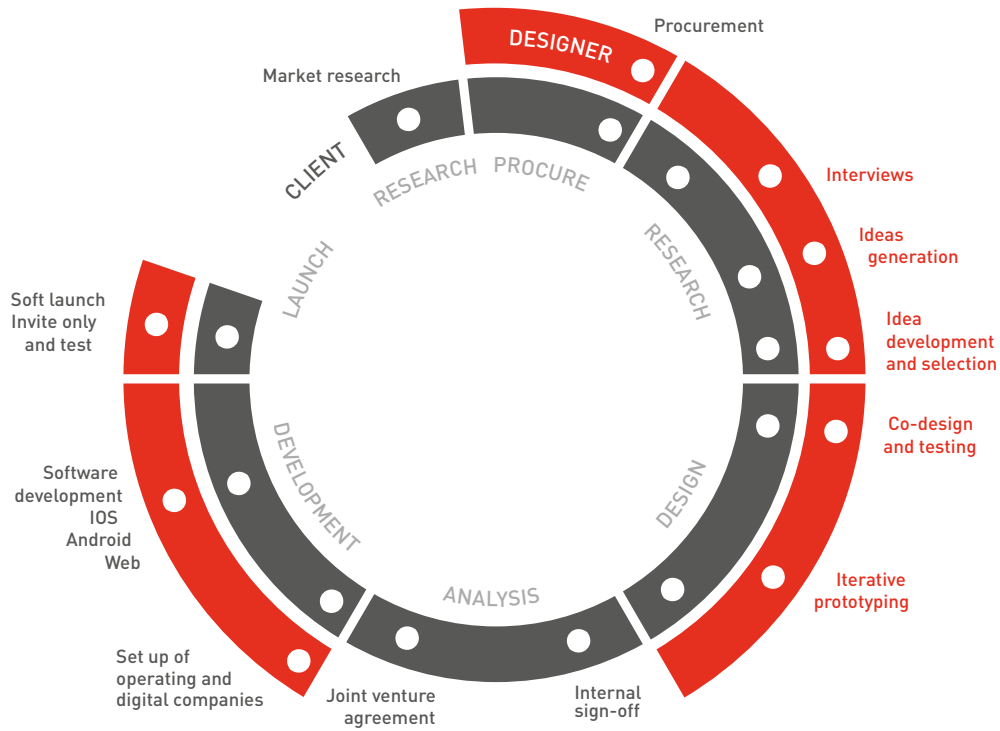 DESIGNER
Procurement
Market research
CLIENT
RESEARCH
PROCURE
Interviews
Ideas
generation
RESEARCH
Idea
development
and selection
Co-design
and testing
DESIGN
Iterative
prototyping
ANALYSIS
Internal
sign-off
Joint venture
agreement
DEVELOPMENT
Set up of
operating and
digital companies
Software
development
IOS
Android
Web
LAUNCH
Soft launch
Invite only
and test